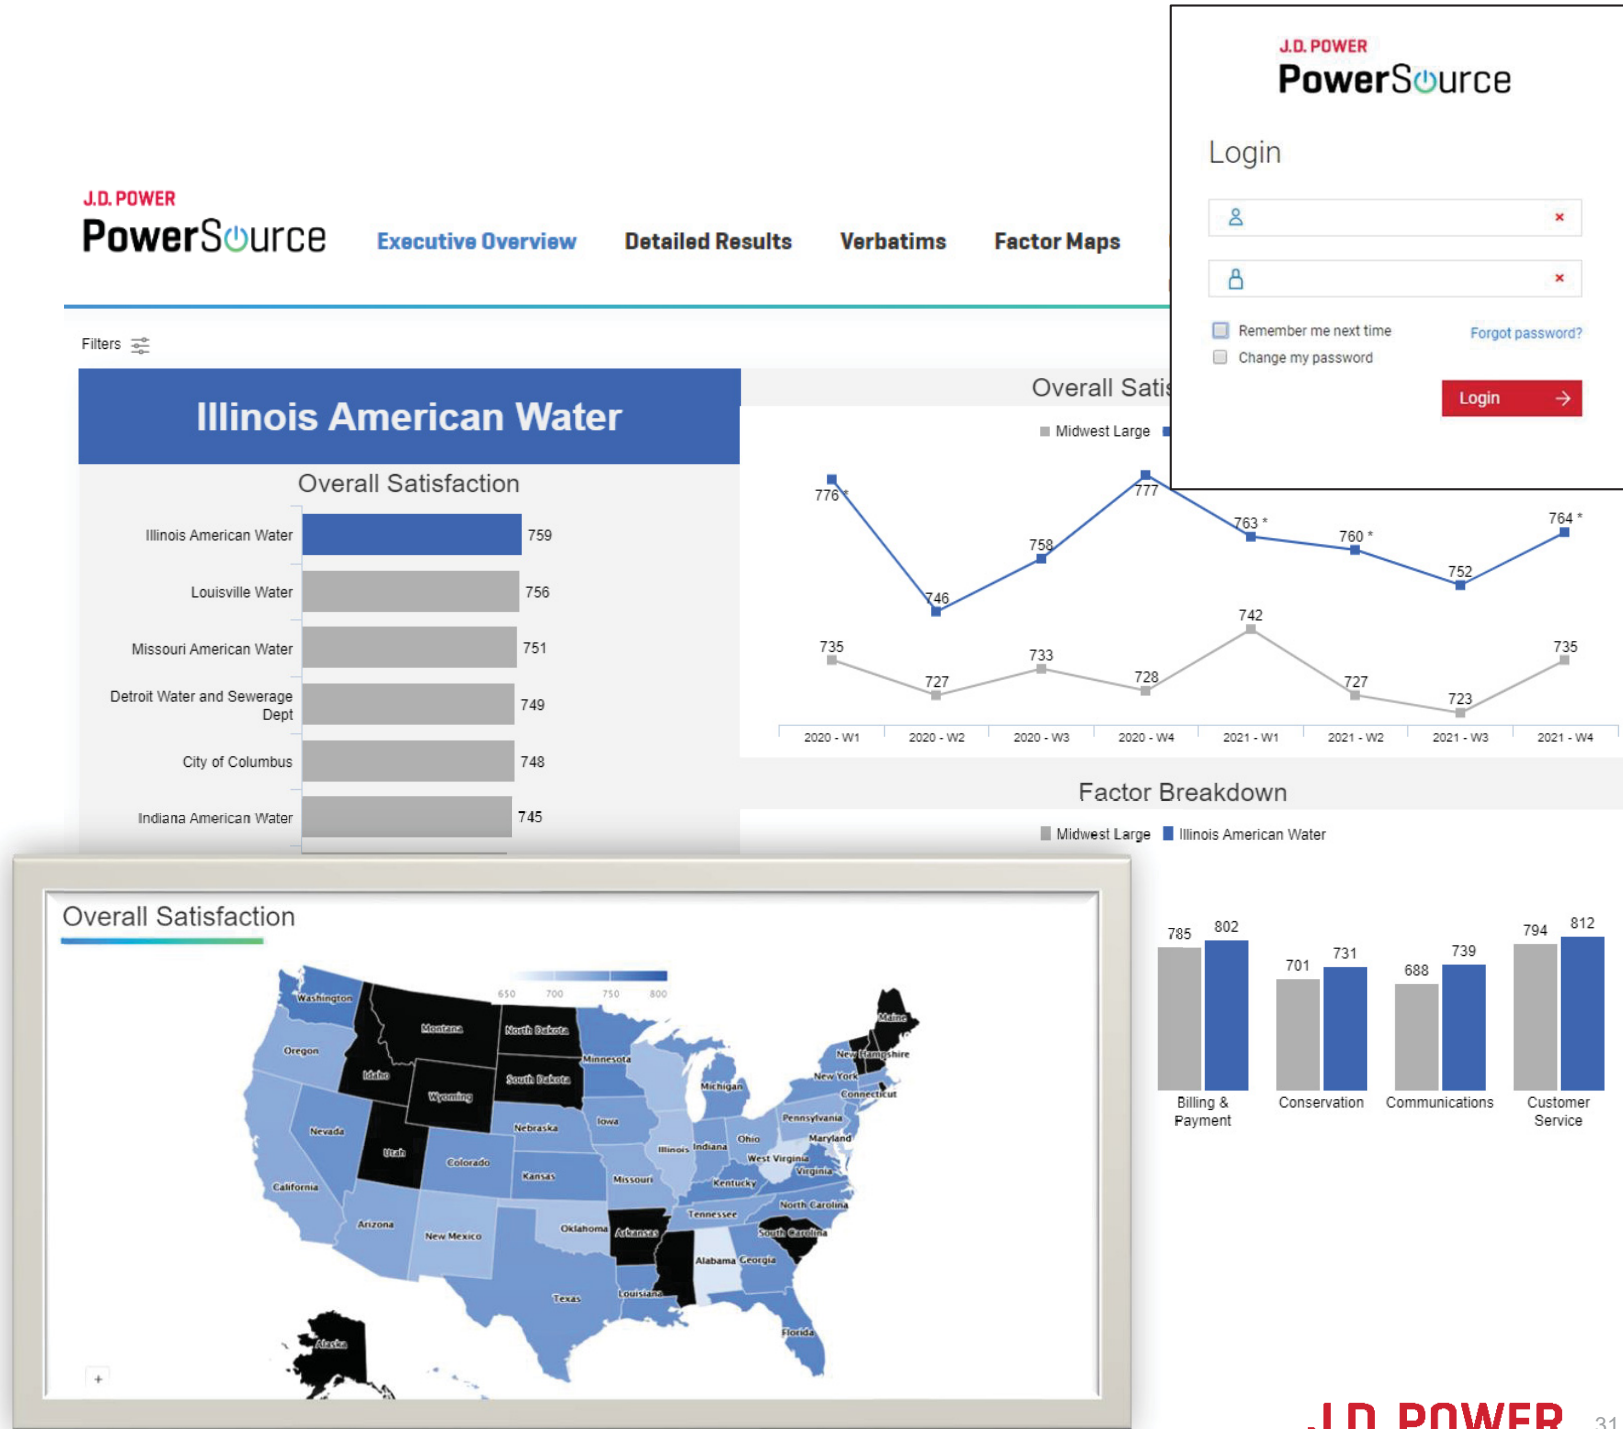 J.D. POWER
PowerSource
Login
Remember me next time
Forgot password?
Change my password
Login
J.D. POWER
PowerSource
Executive Overview
Detailed Results
Verbatims
Factor Maps
Filters
Illinois American Water
Overall Satisfaction
Illinois American Water
759
Louisville Water
756
Missouri American Water
751
Detroit Water and Sewerage
Dept
749
City of Columbus
748
Indiana American Water
745
Overall Satis
Midwest Large
776 *
746
758
777
763 *
760 *
752
764 *
735
727
733
728
742
727
723
735
2020 - W1
2020 - W2
2020 - W3
2020 - W4
2021 - W1
2021 - W2
2021 - W3
2021 - W4
Factor Breakdown
Midwest Large
Illinois American Water
785
802
701
731
688
739
794
812
Billing &
Payment
Conservation
Communications
Customer
Service
Overall Satisfaction
650
700
750
800
Washington
Montana
North Dakota
Maine
Oregon
Minnesota
New Hampshire
Idaho
South Dakota
Michigan
New York
Wyoming
Connecticut
Nevada
Nebraska
Iowa
Pennsylvania
Utah
Colorado
Illinois
Indiana
Ohio
Maryland
West Virginia
California
Kansas
Missouri
Kentucky
Virginia
Arizona
New Mexico
Oklahoma
Arkansas
Tennessee
North Carolina
South Carolina
Alabama
Georgia
Texas
Louisiana
Florida
Alaska
+
J.D. POWER
31